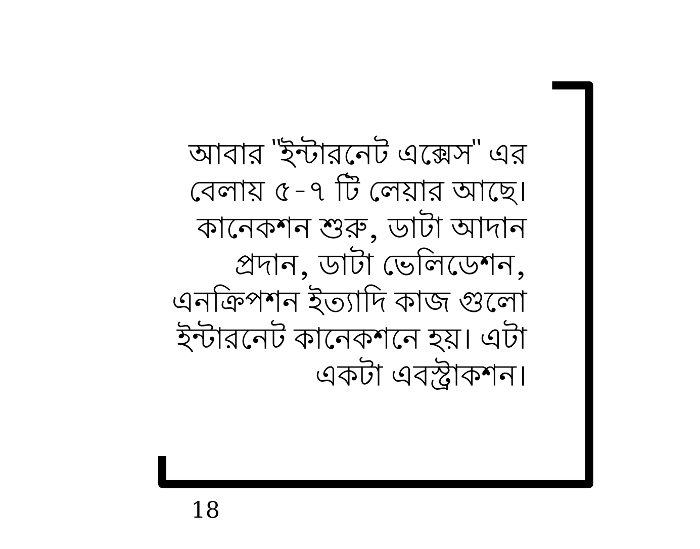 আবার "ইন্টারনেট এক্সেস" এর
বেলায় ৫-৭ টি লেয়ার আছে।
কানেকশন শুরু, ডাটা আদান
প্রদান, ডাটা ভেলিডেশন,
এনক্রিপশন ইত্যাদি কাজ গুলো
ইন্টারনেট কানেকশনে হয়। এটা
একটা এবস্ট্রাকশন।
18